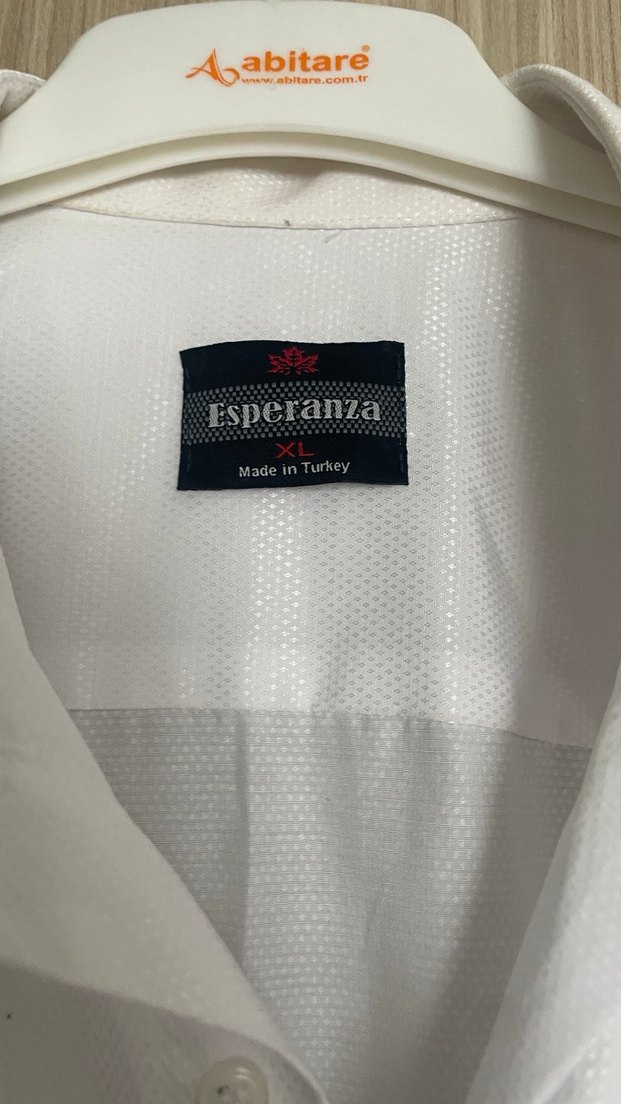 abitare®
www.abitare.com.tr
Esperanza
XL
Made in Turkey